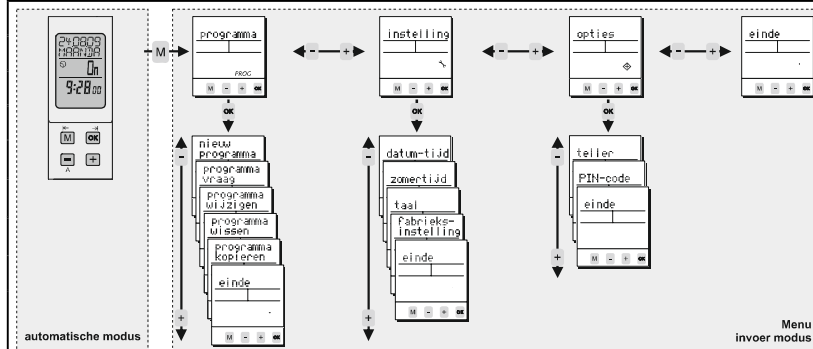 24.08.09
MAANDA
On
9:28 00
M
OK
A
automatische modus
M
programma
PROG
M - + OK
- +
instelling
M - + OK
- +
opties
M - + OK
- +
einde
M - + OK
OK
nieuw
programma
programma
vraag
programma
wijzigen
programma
wissen
programma
kopieren
einde
M - + OK
-
+
OK
datum-tijd
zomertijd
taal
fabrieks-
instelling
einde
M - + OK
-
+
OK
teller
PIN-code
einde
M - + OK
-
+
Menu
invoer modus